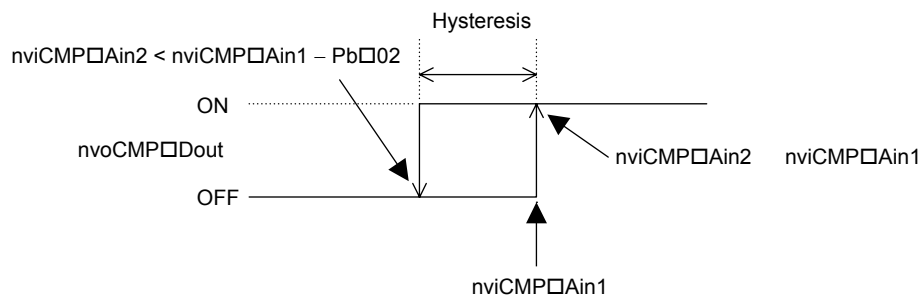 Hysteresis
nviCMP□Ain2 < nviCMP□Ain1 – Pb□02
ON
nvoCMP□Dout
nviCMP□Ain2 nviCMP□Ain1
OFF
nviCMP□Ain1